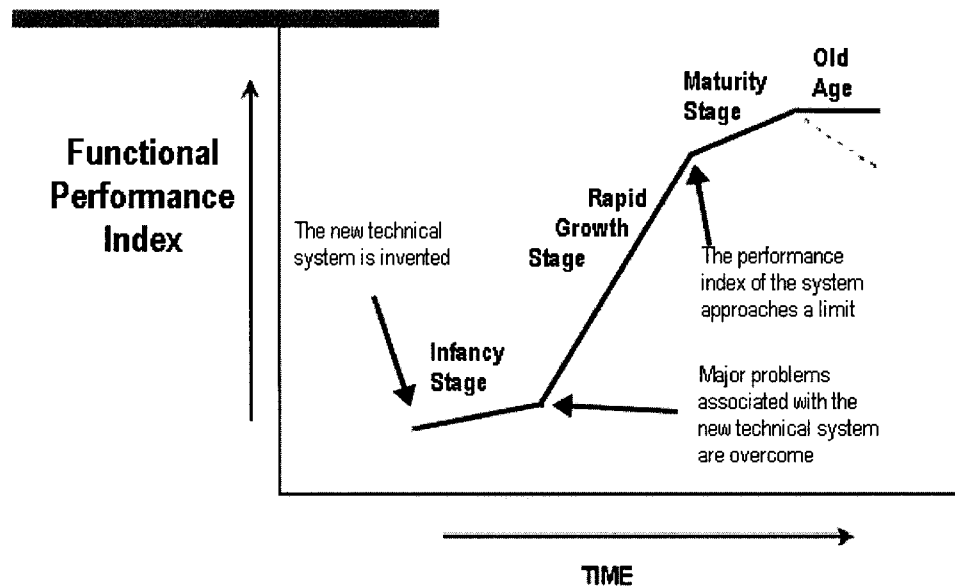 Old
Age
Maturity
Stage
Functional
Performance
Index
Rapid
Growth
Stage
The new technical
system is invented
The performance
index of the system
approaches a limit
Infancy
Stage
Major problems
associated with the
new technical system
are overcome
TIME